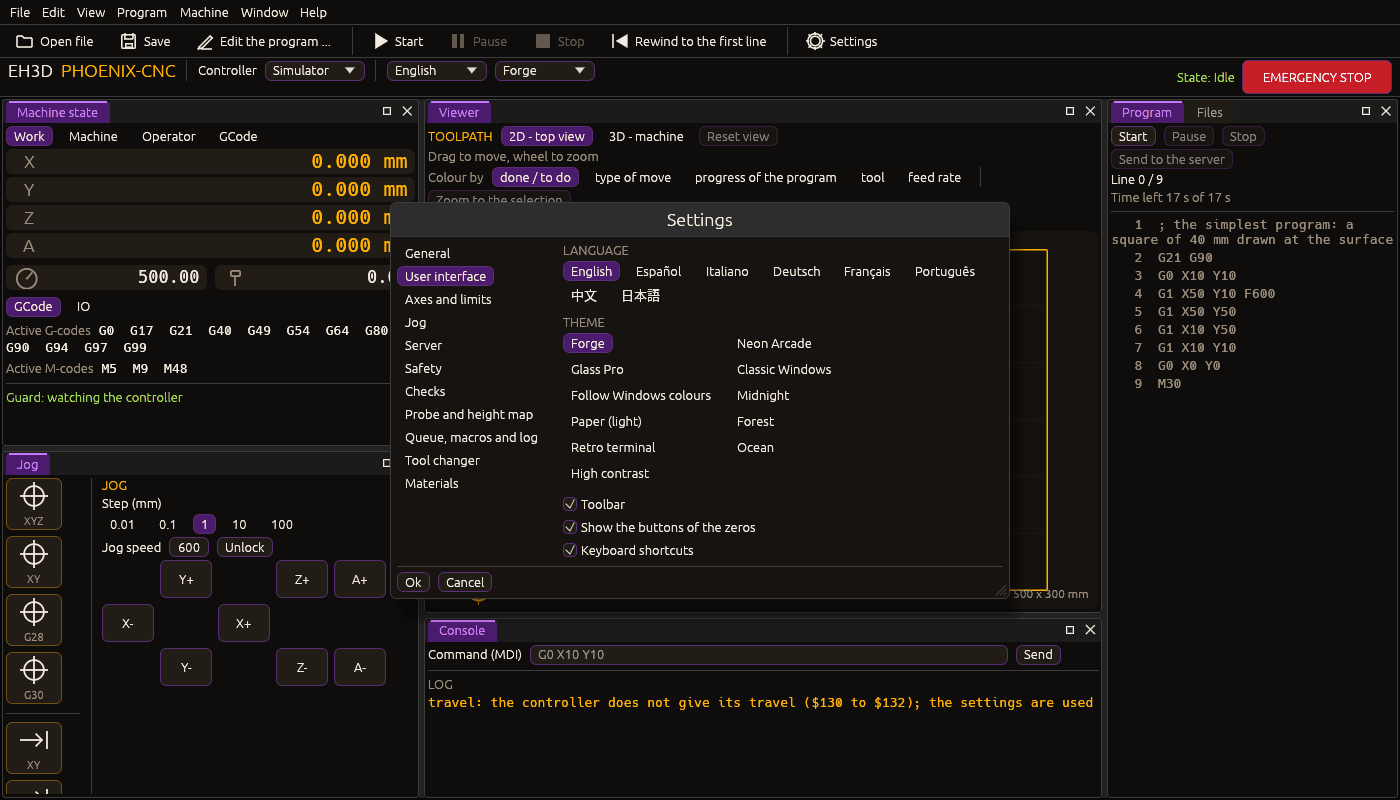 File Edit View Program Machine Window Help
Open file Save Edit the program ... Start Pause Stop Rewind to the first line Settings
EH3D PHOENIX-CNC Controller Simulator English Forge State: Idle EMERGENCY STOP
Machine state
Work Machine Operator GCode
X 0.000 mm
Y 0.000 mm
Z 0.000 m
A 0.000 m
500.00 0.0
GCode IO
Active G-codes G0 G17 G21 G40 G49 G54 G64 G80
G90 G94 G97 G99
Active M-codes M5 M9 M48
Guard: watching the controller
Jog
XYZ
XY
G28
G30
XY
JOG
Step (mm)
0.01 0.1 1 10 100
Jog speed 600 Unlock
Y+ Z+ A+
X- X+
Y- Z- A-
Viewer
TOOLPATH 2D - top view 3D - machine Reset view
Drag to move, wheel to zoom
Colour by done / to do type of move progress of the program tool feed rate
Zoom to the selection
500 x 300 mm
Settings
General
User interface
Axes and limits
Jog
Server
Safety
Checks
Probe and height map
Queue, macros and log
Tool changer
Materials
LANGUAGE
English Español Italiano Deutsch Français Português
中文 日本語
THEME
Forge Neon Arcade
Glass Pro Classic Windows
Follow Windows colours Midnight
Paper (light) Forest
Retro terminal Ocean
High contrast
Toolbar
Show the buttons of the zeros
Keyboard shortcuts
Ok Cancel
Console
Command (MDI) G0 X10 Y10 Send
LOG
travel: the controller does not give its travel ($130 to $132); the settings are used
Program Files
Start Pause Stop
Send to the server
Line 0 / 9
Time left 17 s of 17 s
1 ; the simplest program: a
square of 40 mm drawn at the surface
2 G21 G90
3 G0 X10 Y10
4 G1 X50 Y10 F600
5 G1 X50 Y50
6 G1 X10 Y50
7 G1 X10 Y10
8 G0 X0 Y0
9 M30